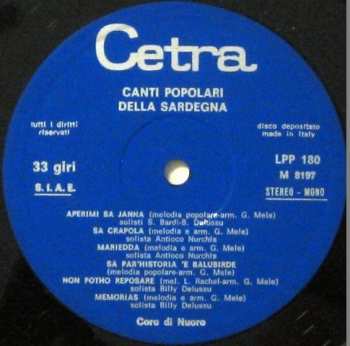 Cetra
CANTI POPOLARI
DELLA SARDEGNA
tutti i diritti
riservati
disco depositato
made in Italy
33 giri
LPP 180
S. I. A. E.
M 8197
STEREO - MONO
APERIMI SA JANNA (melodia popolare-arm. G. Mele)
solisti S. Bardi-B. Delussu
SA CRAPOLA (melodia e arm. G. Mele)
solista Antioco Nurchis
MARIEDDA (melodia e arm. G. Mele)
solista Antioco Nurchis
SA PAR'HISTORIA 'E BALUBIRDE
(melodia popolare-arm. G. Mele)
NON POTHO REPOSARE (mel. L. Rachel-arm. G. Mele)
solista Billy Delussu
MEMORIAS (melodia e arm. G. Mele)
solista Billy Delussu
Coro di Nuoro